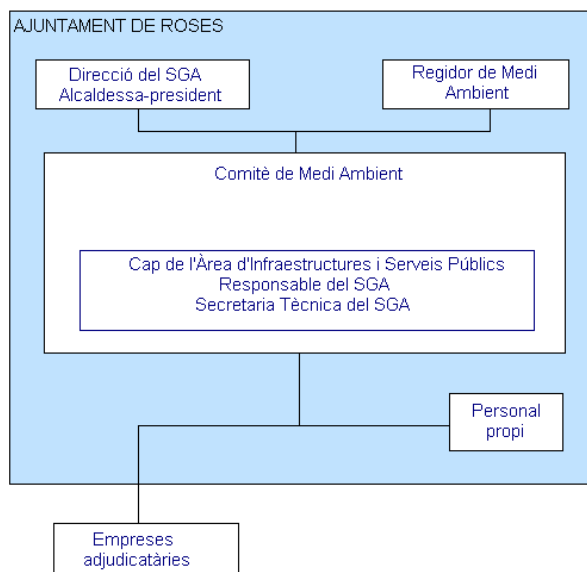 AJUNTAMENT DE ROSES
Direcció del SGA
Alcaldessa-president
Regidor de Medi
Ambient
Comitè de Medi Ambient
Cap de l'Àrea d'Infraestructures i Serveis Públics
Responsable del SGA
Secretaria Tècnica del SGA
Personal
propi
Empreses
adjudicatàries